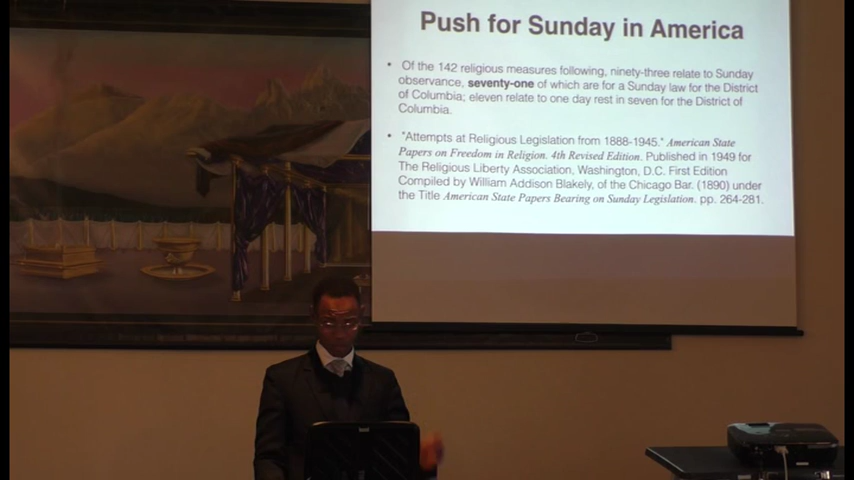 Push for Sunday in America
• Of the 142 religious measures following, ninety-three relate to Sunday
observance, seventy-one of which are for a Sunday law for the District
of Columbia; eleven relate to one day rest in seven for the District of
Columbia.
• "Attempts at Religious Legislation from 1888-1945." American State
Papers on Freedom in Religion. 4th Revised Edition. Published in 1949 for
The Religious Liberty Association, Washington, D.C. First Edition
Compiled by William Addison Blakely, of the Chicago Bar. (1890) under
the Title American State Papers Bearing on Sunday Legislation. pp. 264-281.